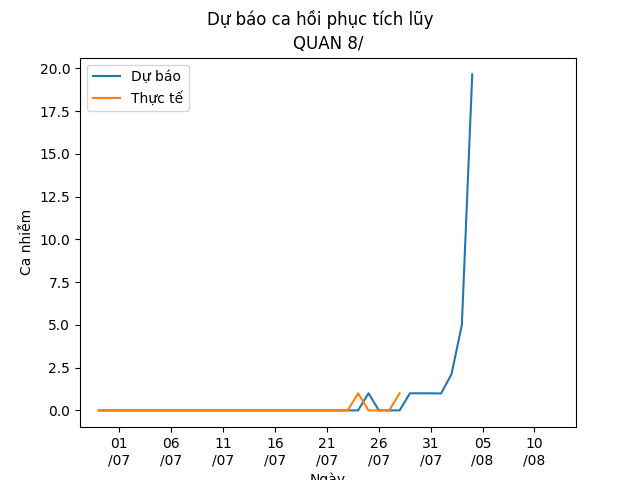 Dự báo ca hồi phục tích lũy
QUAN 8/
Dự báo
Thực tế
20.0
17.5
15.0
12.5
10.0
7.5
5.0
2.5
0.0
Ca nhiễm
01 06 11 16 21 26 31 05 10
/07 /07 /07 /07 /07 /07 /07 /08 /08
Ngày